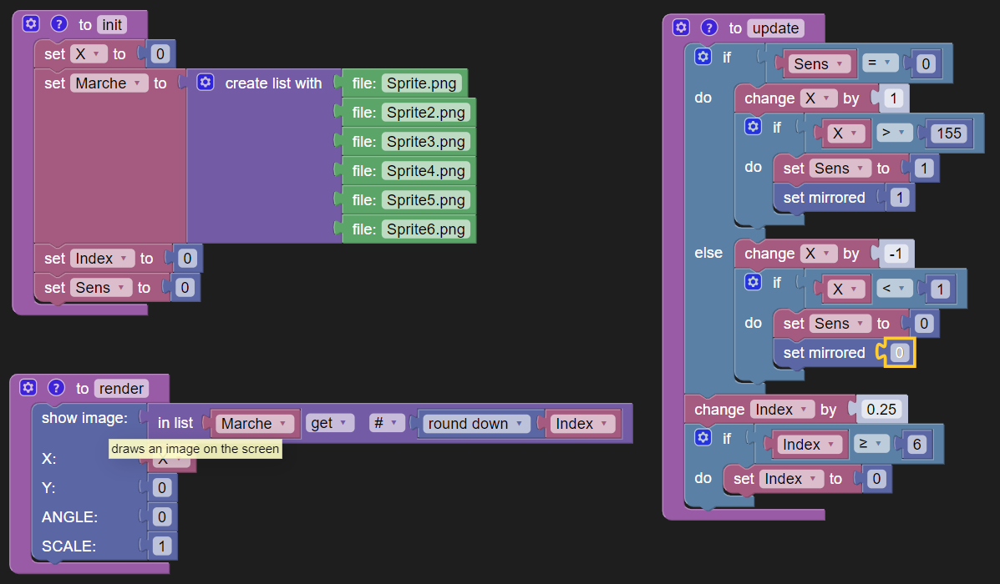 to init
set X to 0
set Marche to create list with file: Sprite.png
file: Sprite2.png
file: Sprite3.png
file: Sprite4.png
file: Sprite5.png
file: Sprite6.png
set Index to 0
set Sens to 0
? to render
show image: in list Marche get # round down Index
draws an image on the screen
X: X
Y: 0
ANGLE: 0
SCALE: 1
? to update
if Sens = 0
do change X by 1
if X > 155
do set Sens to 1
set mirrored 1
else change X by -1
if X < 1
do set Sens to 0
set mirrored 0
change Index by 0.25
if Index ≥ 6
do set Index to 0